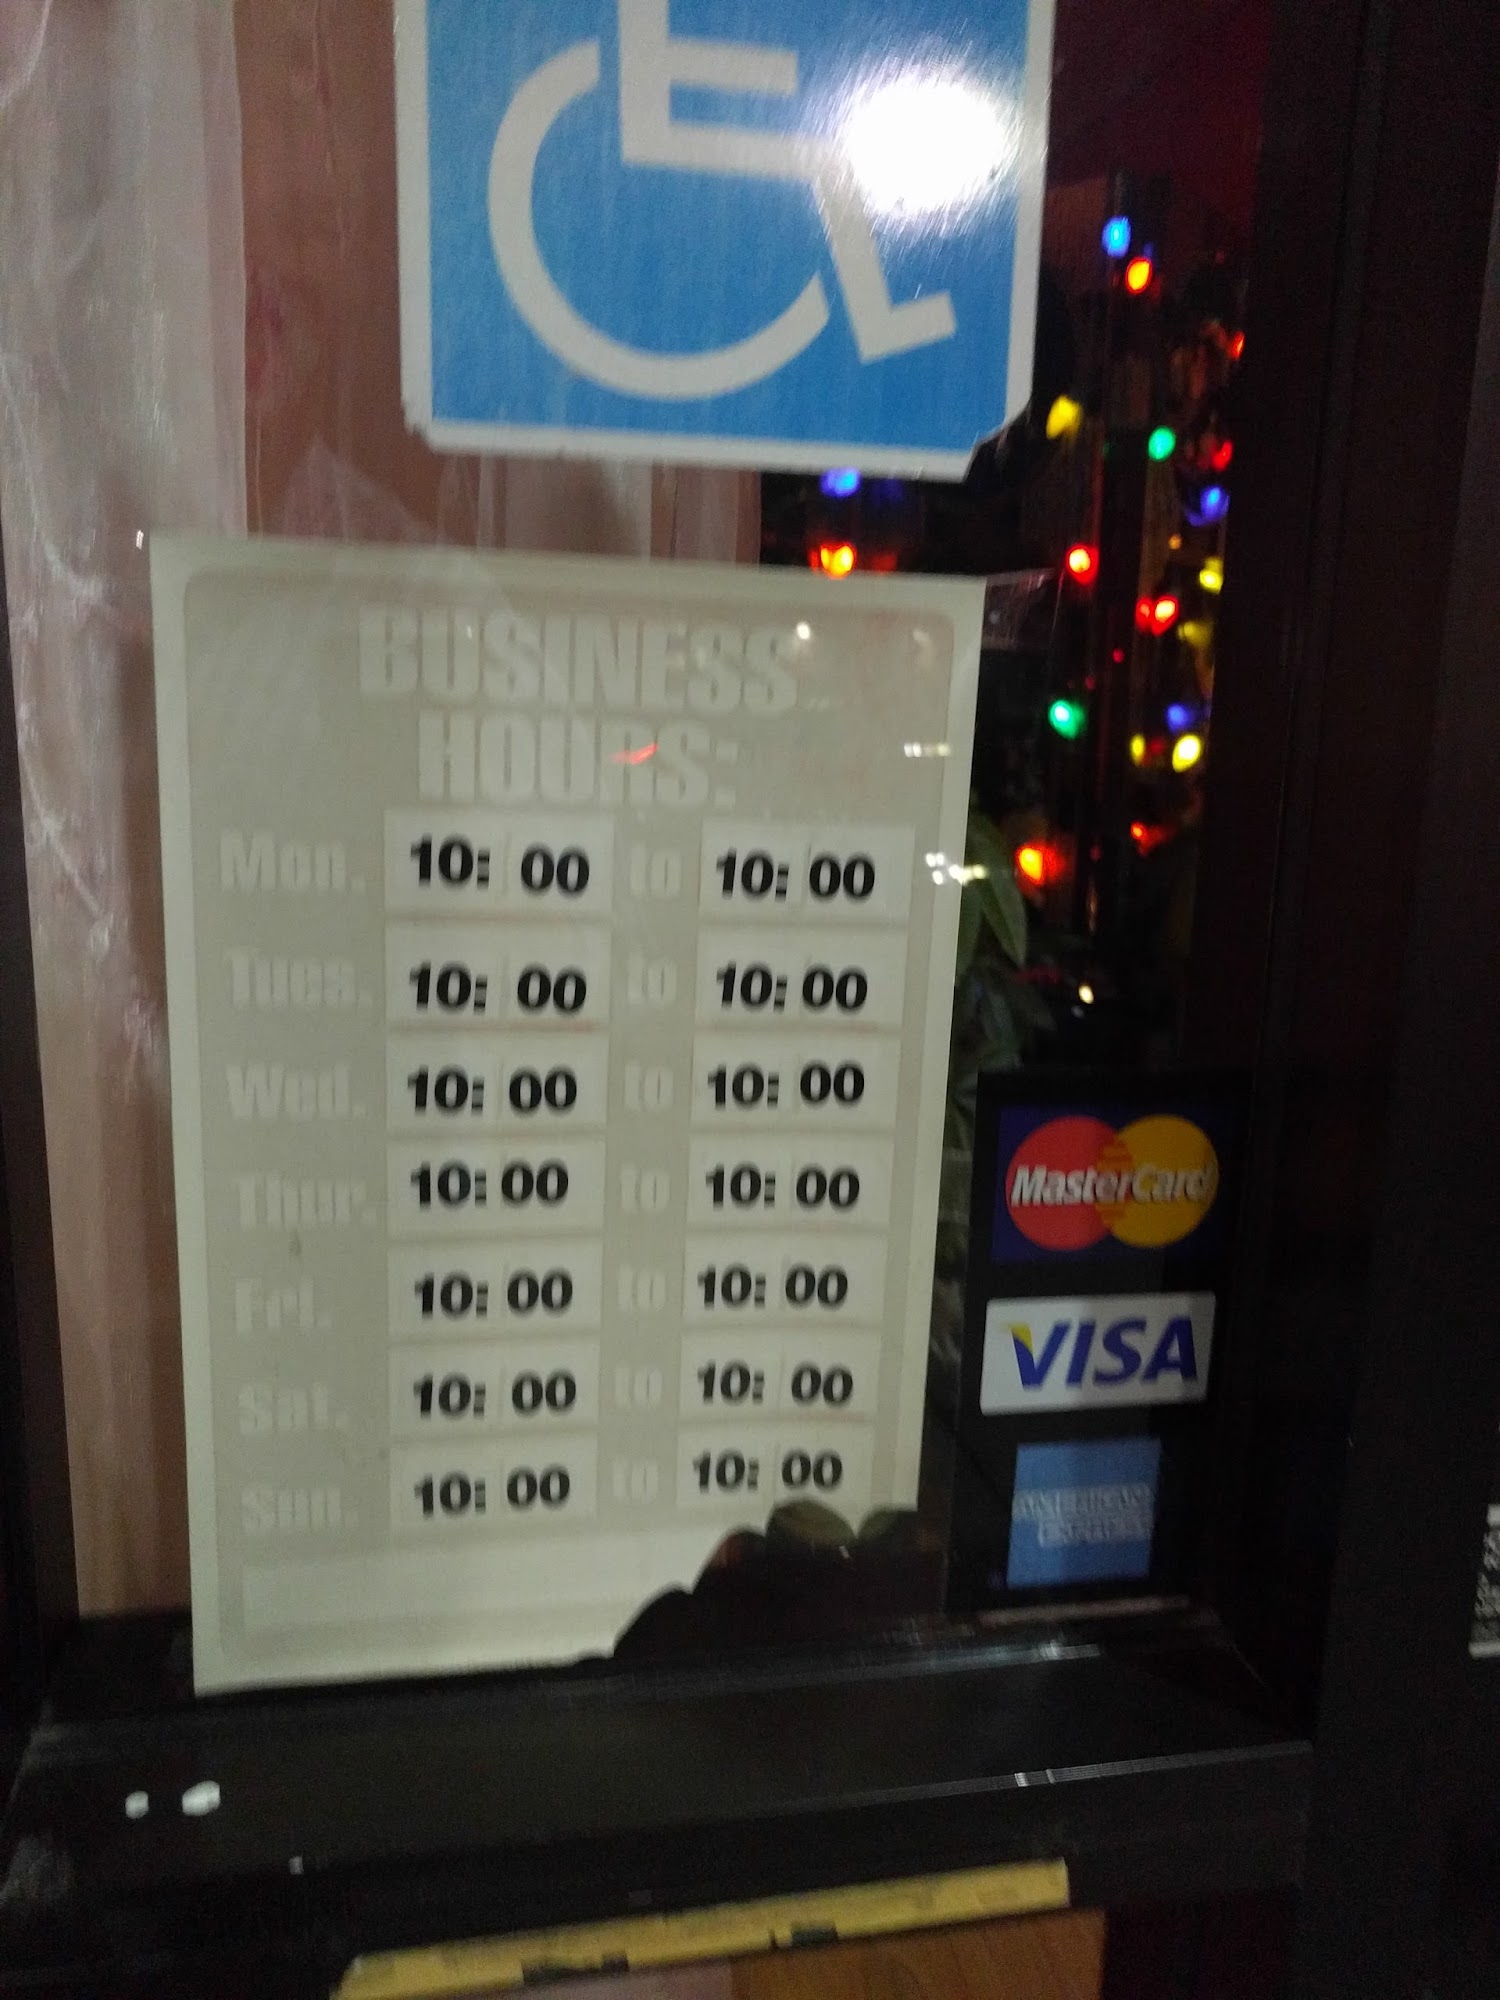 BUSINESS
HOURS:
Mon. 10:00 to 10:00
Tues. 10:00 to 10:00
Wed. 10:00 to 10:00
Thur. 10:00 to 10:00
Fri. 10:00 to 10:00
Sat. 10:00 to 10:00
Sun. 10:00 to 10:00
MasterCard
VISA
AMERICAN
EXPRESS